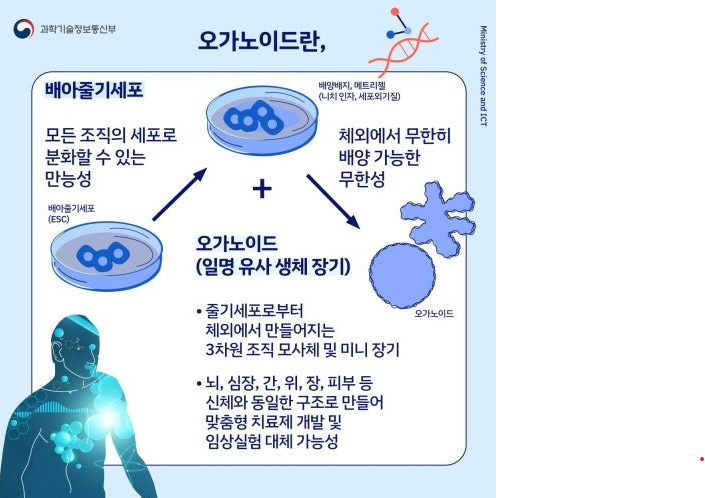 과학기술정보통신부
오가노이드란,
Ministry of Science and ICT
배아줄기세포
배양배지, 메트리젤
(니치 인자, 세포외기질)
모든 조직의 세포로
분화할 수 있는
만능성
체외에서 무한히
배양 가능한
무한성
+
배아줄기세포
(ESC)
오가노이드
(일명 유사 생체 장기)
오가노이드
• 줄기세포로부터
체외에서 만들어지는
3차원 조직 모사체 및 미니 장기
• 뇌, 심장, 간, 위, 장, 피부 등
신체와 동일한 구조로 만들어
맞춤형 치료제 개발 및
임상실험 대체 가능성